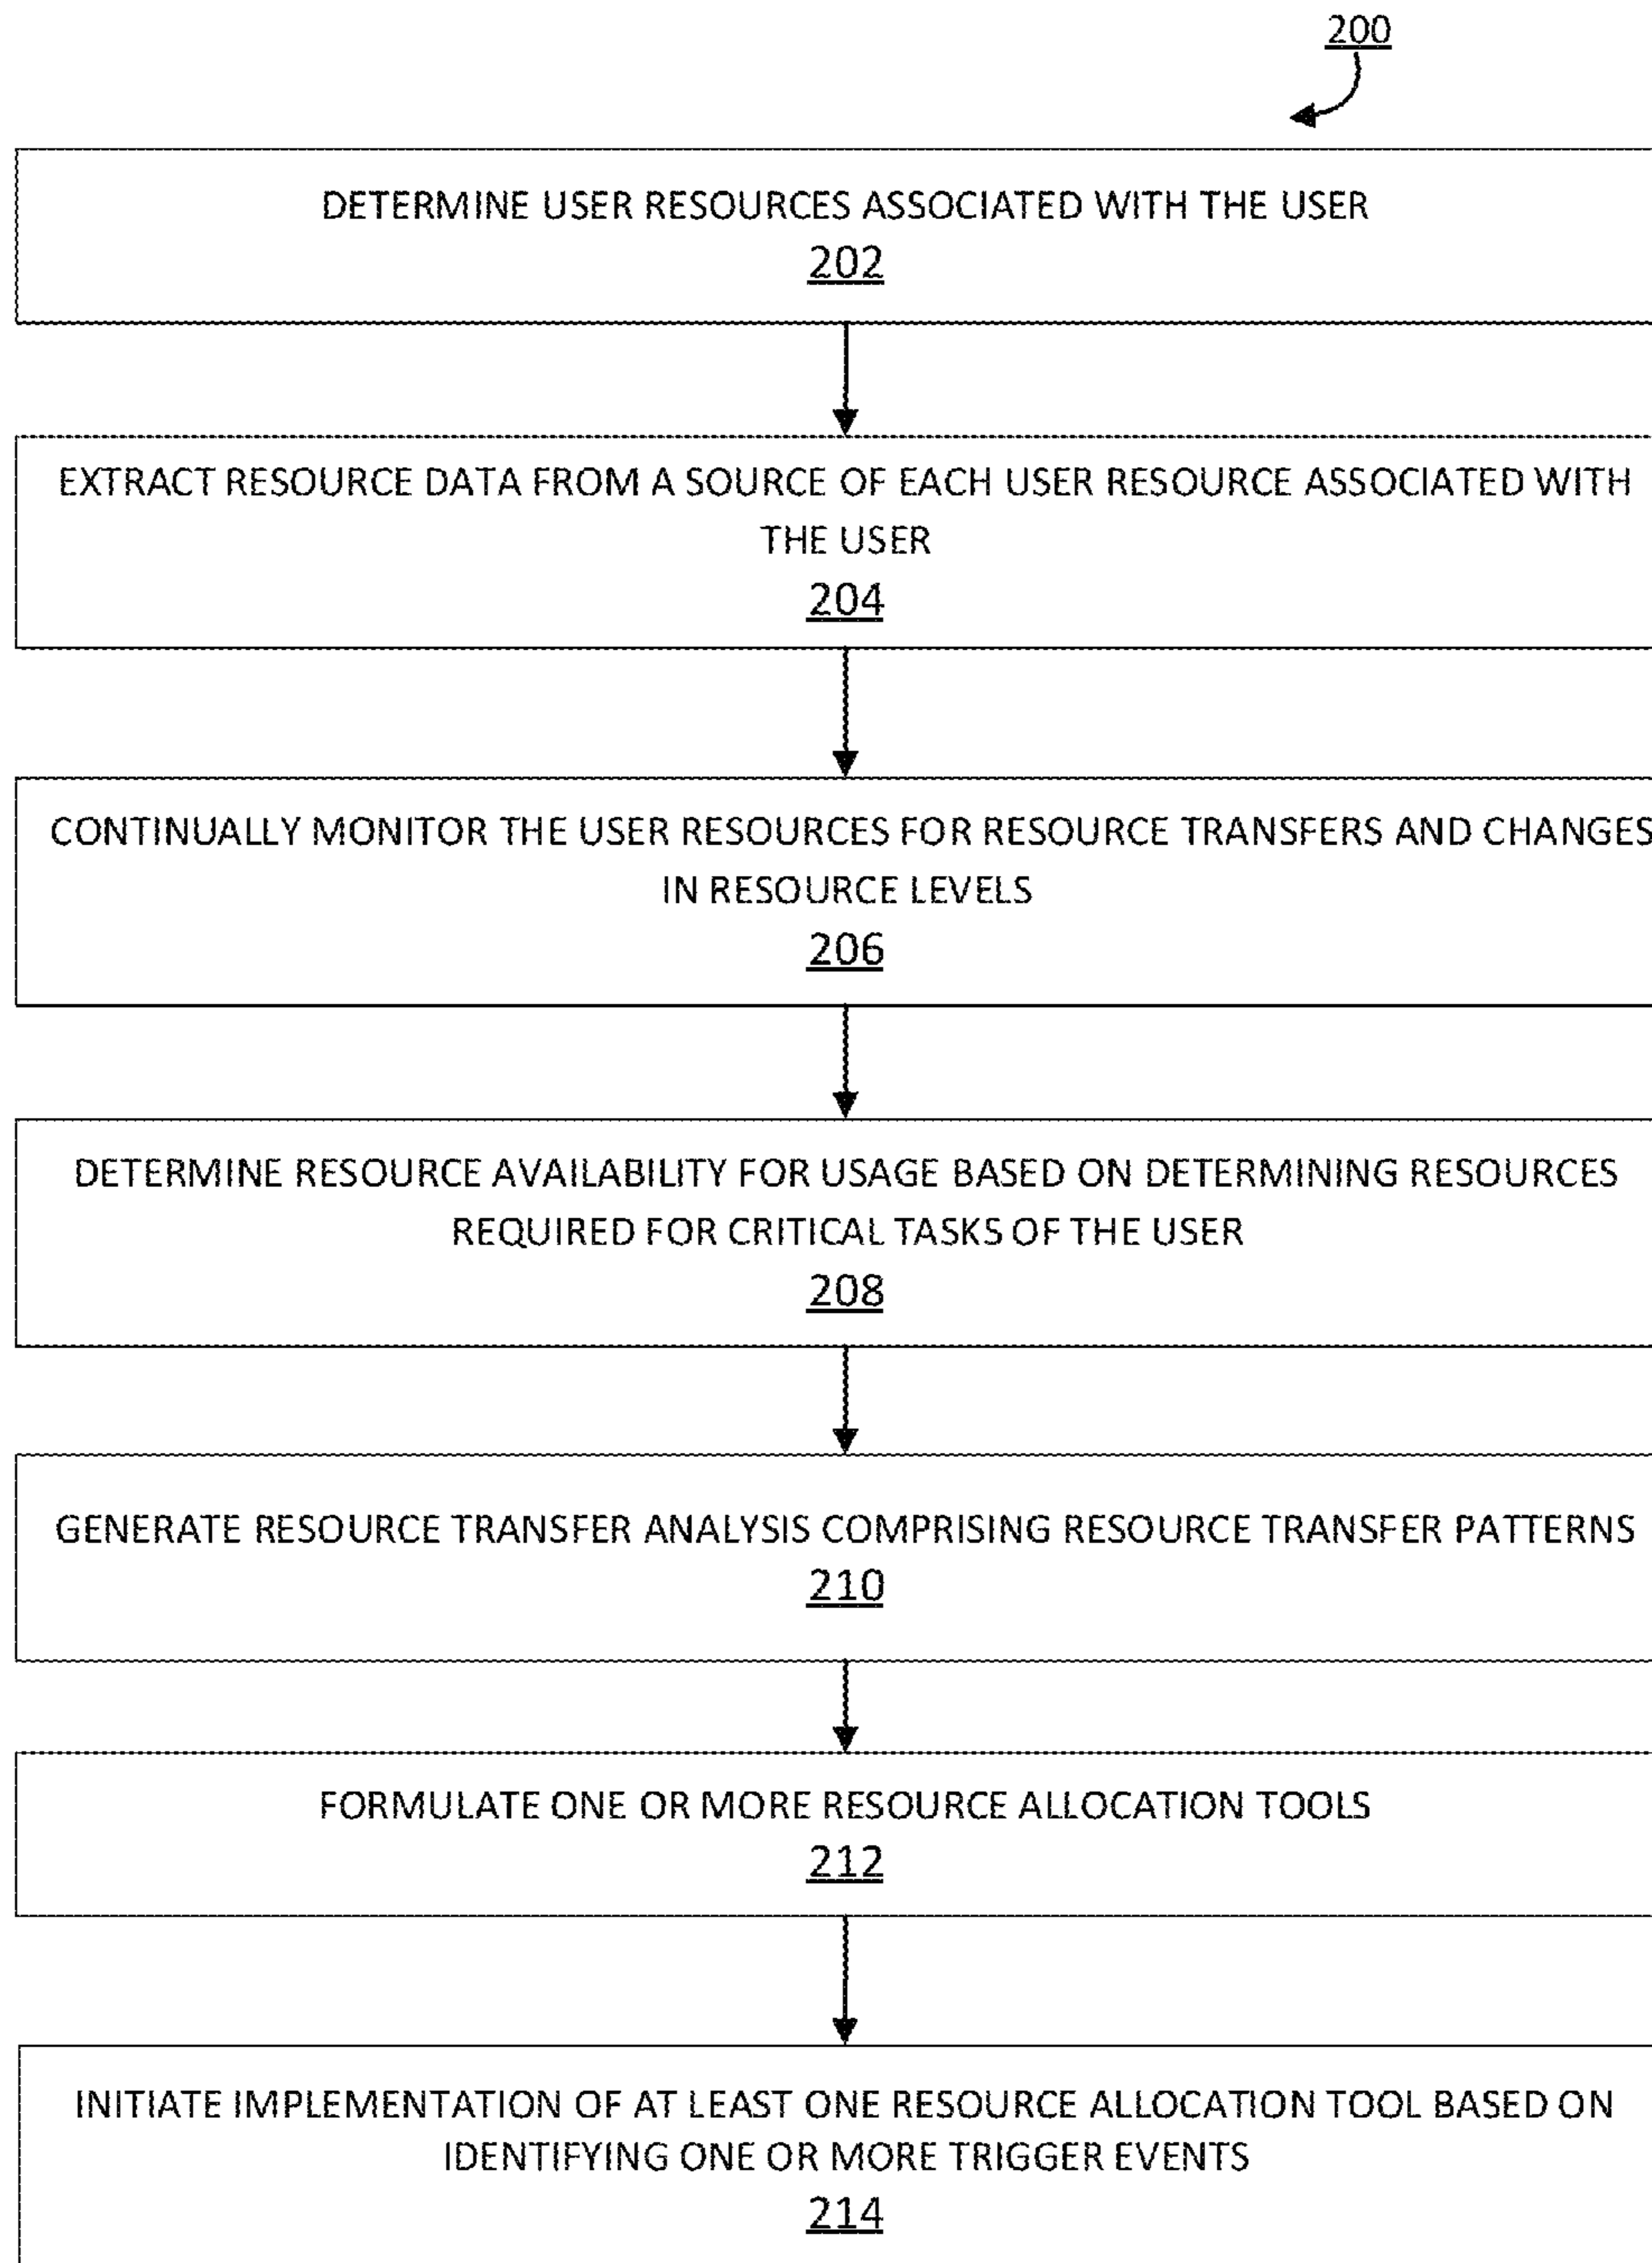 200
DETERMINE USER RESOURCES ASSOCIATED WITH THE USER
202
EXTRACT RESOURCE DATA FROM A SOURCE OF EACH USER RESOURCE ASSOCIATED WITH
THE USER
204
CONTINUALLY MONITOR THE USER RESOURCES FOR RESOURCE TRANSFERS AND CHANGES
IN RESOURCE LEVELS
206
DETERMINE RESOURCE AVAILABILITY FOR USAGE BASED ON DETERMINING RESOURCES
REQUIRED FOR CRITICAL TASKS OF THE USER
208
GENERATE RESOURCE TRANSFER ANALYSIS COMPRISING RESOURCE TRANSFER PATTERNS
210
FORMULATE ONE OR MORE RESOURCE ALLOCATION TOOLS
212
INITIATE IMPLEMENTATION OF AT LEAST ONE RESOURCE ALLOCATION TOOL BASED ON
IDENTIFYING ONE OR MORE TRIGGER EVENTS
214